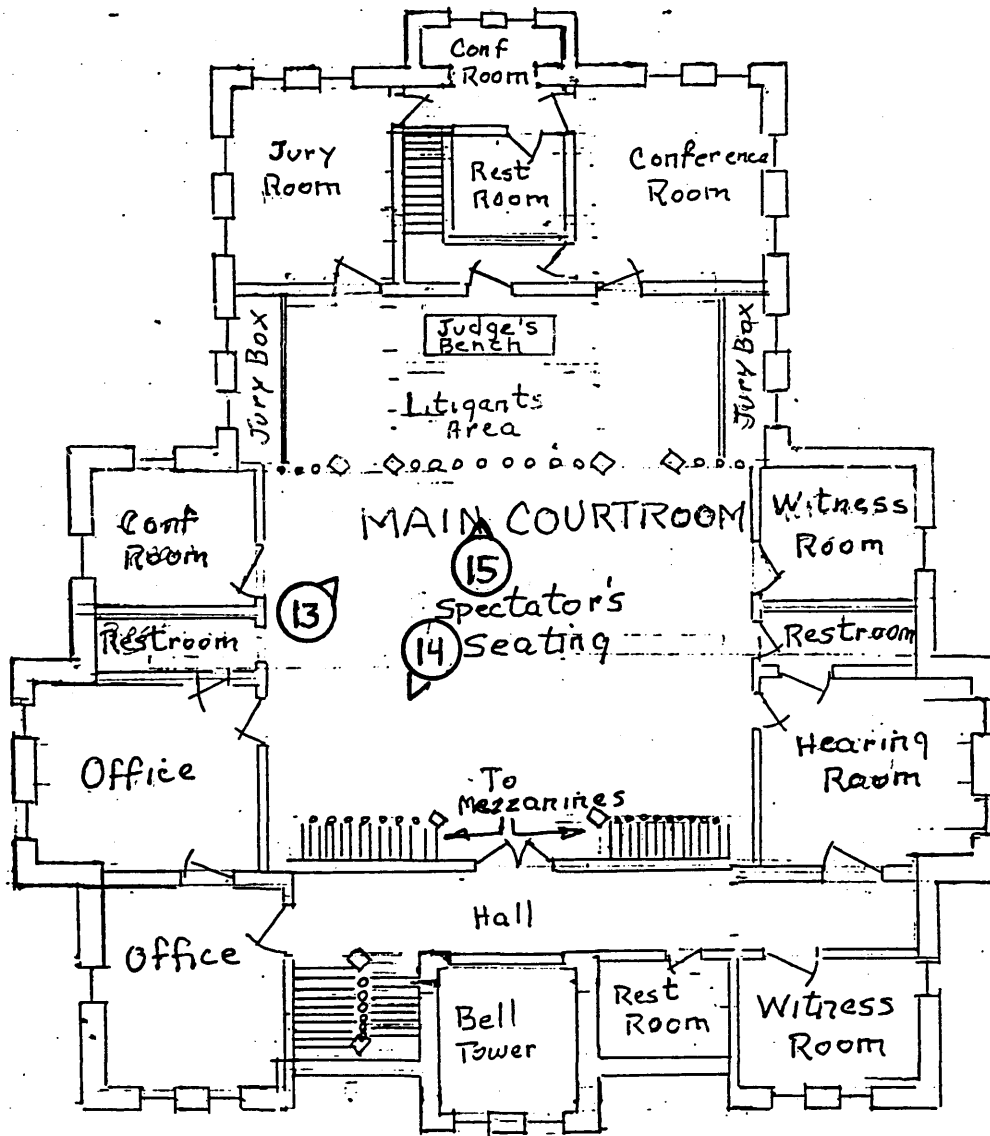 Conf
Room
Jury
Room
Rest
Room
Conference
Room
Jury Box
Judge's
Bench
Jury Box
Litigants
Area
Conf
Room
MAIN COURTROOM
Witness
Room
15
13
Spectator's
Seating
14
Restroom
Restroom
Office
Hearing
Room
To
Mezzanines
Hall
Office
Bell
Tower
Rest
Room
Witness
Room